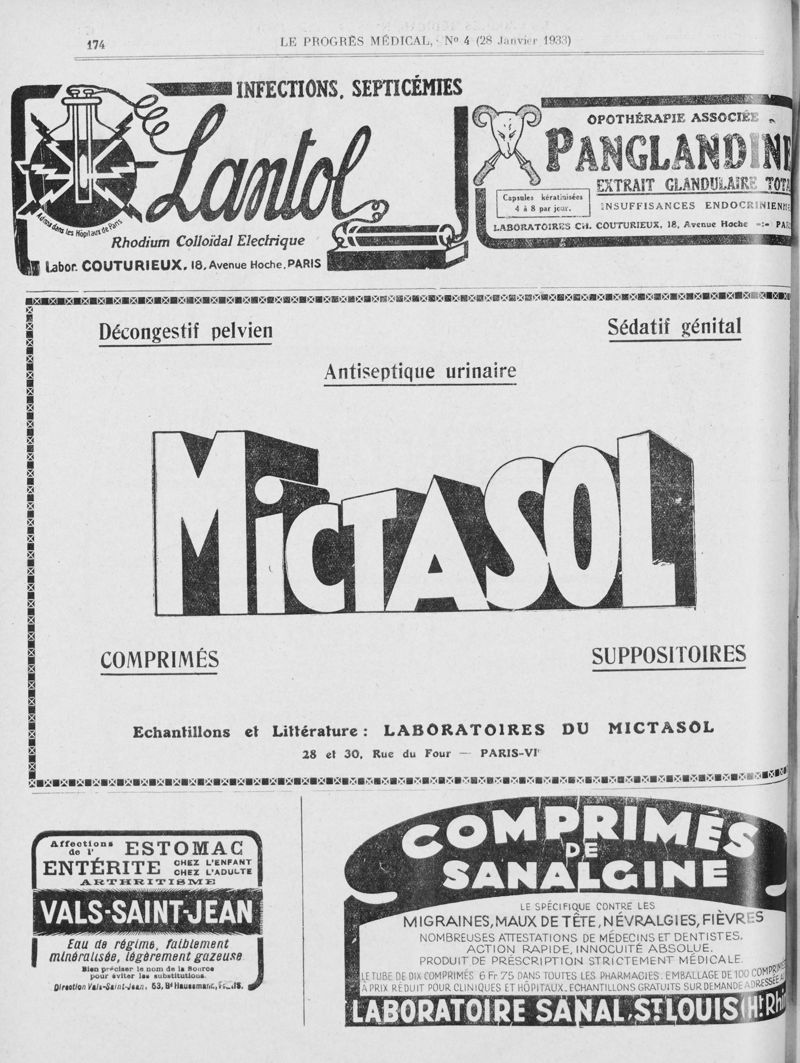 174
LE PROGRÈS MÉDICAL, N° 4 (28 Janvier 1933)
INFECTIONS, SEPTICÉMIES
Lantol
Admis dans les Hôpitaux de Paris
Rhodium Colloïdal Electrique
Labor. COUTURIEUX, 18, Avenue Hoche, PARIS
OPOTHÉRAPIE ASSOCIÉE
PANGLANDINE
EXTRAIT GLANDULAIRE TOTA
Capsules kératinisées
4 à 8 par jour.
INSUFFISANCES ENDOCRINIENNE
LABORATOIRES CH. COUTURIEUX, 18, Avenue Hoche -:- PAR
Décongestif pelvien
Sédatif génital
Antiseptique urinaire
MICTASOL
COMPRIMÉS
SUPPOSITOIRES
Echantillons et Littérature : LABORATOIRES DU MICTASOL
28 et 30, Rue du Four — PARIS-VIe
Affections de l' ESTOMAC
ENTÉRITE CHEZ L'ENFANT CHEZ L'ADULTE
ARTHRITISME
VALS-SAINT-JEAN
Eau de régime, faiblement
minéralisée, légèrement gazeuse
Bien préciser le nom de la Source
pour éviter les substitutions.
Direction Vals-Saint-Jean, 53, Bd Haussmann,
COMPRIMÉS
DE
SANALGINE
LE SPÉCIFIQUE CONTRE LES
MIGRAINES, MAUX DE TÊTE, NÉVRALGIES, FIÈVRES
NOMBREUSES ATTESTATIONS DE MÉDECINS ET DENTISTES.
ACTION RAPIDE, INNOCUITÉ ABSOLUE.
PRODUIT DE PRÉSCRIPTION STRICTEMENT MÉDICALE.
LE TUBE DE DIX COMPRIMÉS 6 Fr 75 DANS TOUTES LES PHARMACIES. EMBALLAGE DE 100 COMPRIMÉ
A PRIX RÉDUIT POUR CLINIQUES ET HÔPITAUX. ECHANTILLONS GRATUITS SUR DEMANDE ADRESSÉE A
LABORATOIRE SANAL, ST LOUIS (Ht Rhi